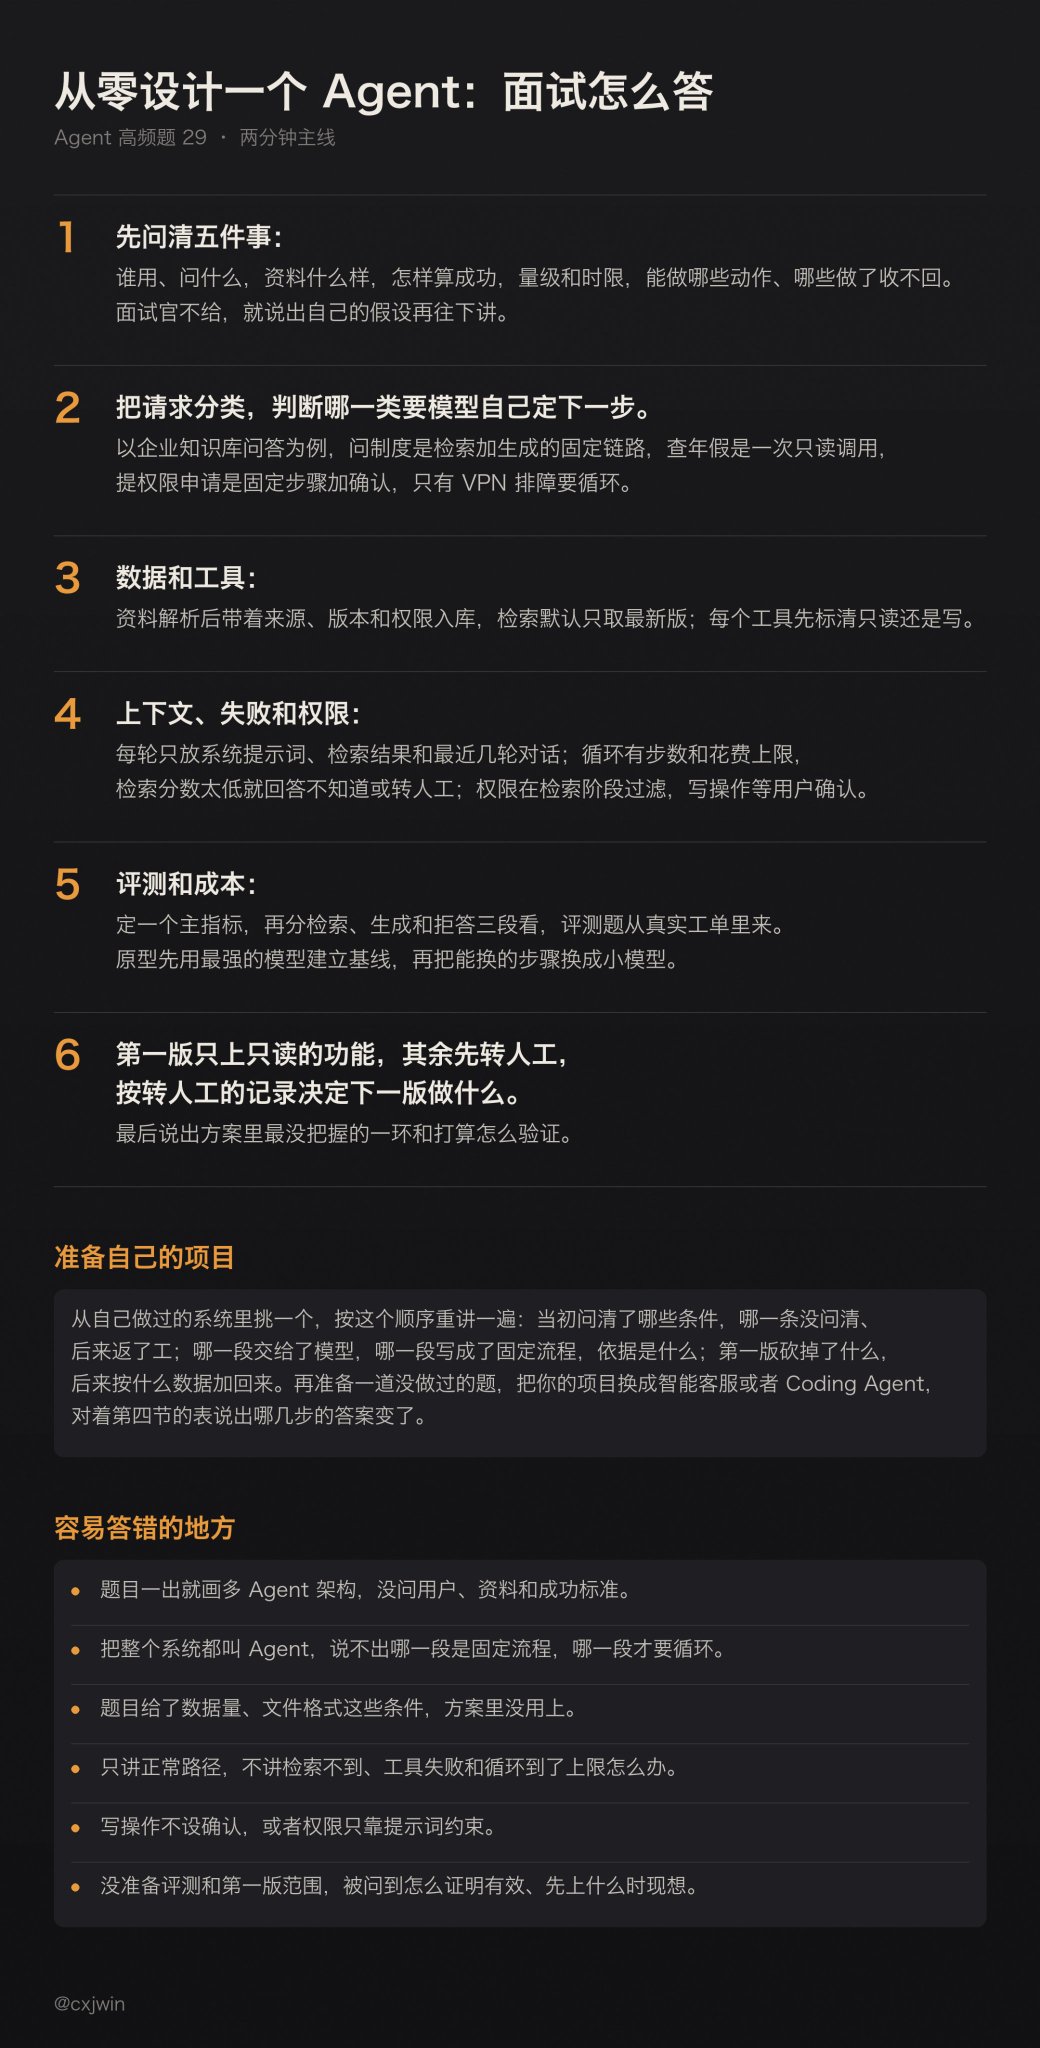 从零设计一个 Agent：面试怎么答
Agent 高频题 29 · 两分钟主线
1
先问清五件事：
谁用、问什么，资料什么样，怎样算成功，量级和时限，能做哪些动作、哪些做了收不回。
面试官不给，就说出自己的假设再往下讲。
2
把请求分类，判断哪一类要模型自己定下一步。
以企业知识库问答为例，问制度是检索加生成的固定链路，查年假是一次只读调用，
提权限申请是固定步骤加确认，只有 VPN 排障要循环。
3
数据和工具：
资料解析后带着来源、版本和权限入库，检索默认只取最新版；每个工具先标清只读还是写。
4
上下文、失败和权限：
每轮只放系统提示词、检索结果和最近几轮对话；循环有步数和花费上限，
检索分数太低就回答不知道或转人工；权限在检索阶段过滤，写操作等用户确认。
5
评测和成本：
定一个主指标，再分检索、生成和拒答三段看，评测题从真实工单里来。
原型先用最强的模型建立基线，再把能换的步骤换成小模型。
6
第一版只上只读的功能，其余先转人工，
按转人工的记录决定下一版做什么。
最后说出方案里最没把握的一环和打算怎么验证。
准备自己的项目
从自己做过的系统里挑一个，按这个顺序重讲一遍：当初问清了哪些条件，哪一条没问清、
后来返了工；哪一段交给了模型，哪一段写成了固定流程，依据是什么；第一版砍掉了什么，
后来按什么数据加回来。再准备一道没做过的题，把你的项目换成智能客服或者 Coding Agent，
对着第四节的表说出哪几步的答案变了。
容易答错的地方
• 题目一出就画多 Agent 架构，没问用户、资料和成功标准。
• 把整个系统都叫 Agent，说不出哪一段是固定流程，哪一段才要循环。
• 题目给了数据量、文件格式这些条件，方案里没用上。
• 只讲正常路径，不讲检索不到、工具失败和循环到了上限怎么办。
• 写操作不设确认，或者权限只靠提示词约束。
• 没准备评测和第一版范围，被问到怎么证明有效、先上什么时现想。
@cxjwin